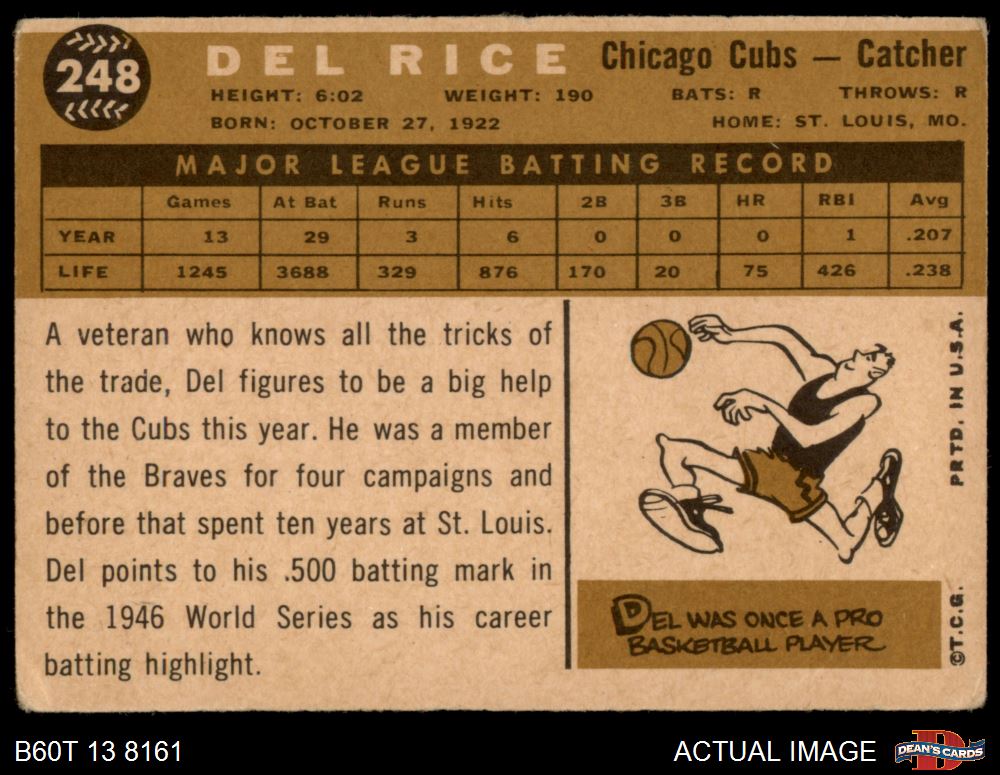 248
DEL RICE Chicago Cubs — Catcher
HEIGHT: 6:02 WEIGHT: 190 BATS: R THROWS: R
BORN: OCTOBER 27, 1922 HOME: ST. LOUIS, MO.
MAJOR LEAGUE BATTING RECORD
Games At Bat Runs Hits 2B 3B HR RBI Avg
YEAR 13 29 3 6 0 0 0 1 .207
LIFE 1245 3688 329 876 170 20 75 426 .238
A veteran who knows all the tricks of
the trade, Del figures to be a big help
to the Cubs this year. He was a member
of the Braves for four campaigns and
before that spent ten years at St. Louis.
Del points to his .500 batting mark in
the 1946 World Series as his career
batting highlight.
DEL WAS ONCE A PRO
BASKETBALL PLAYER
©T.C.G. PRTD. IN U.S.A.
B60T 13 8161 ACTUAL IMAGE
DEAN'S CARDS